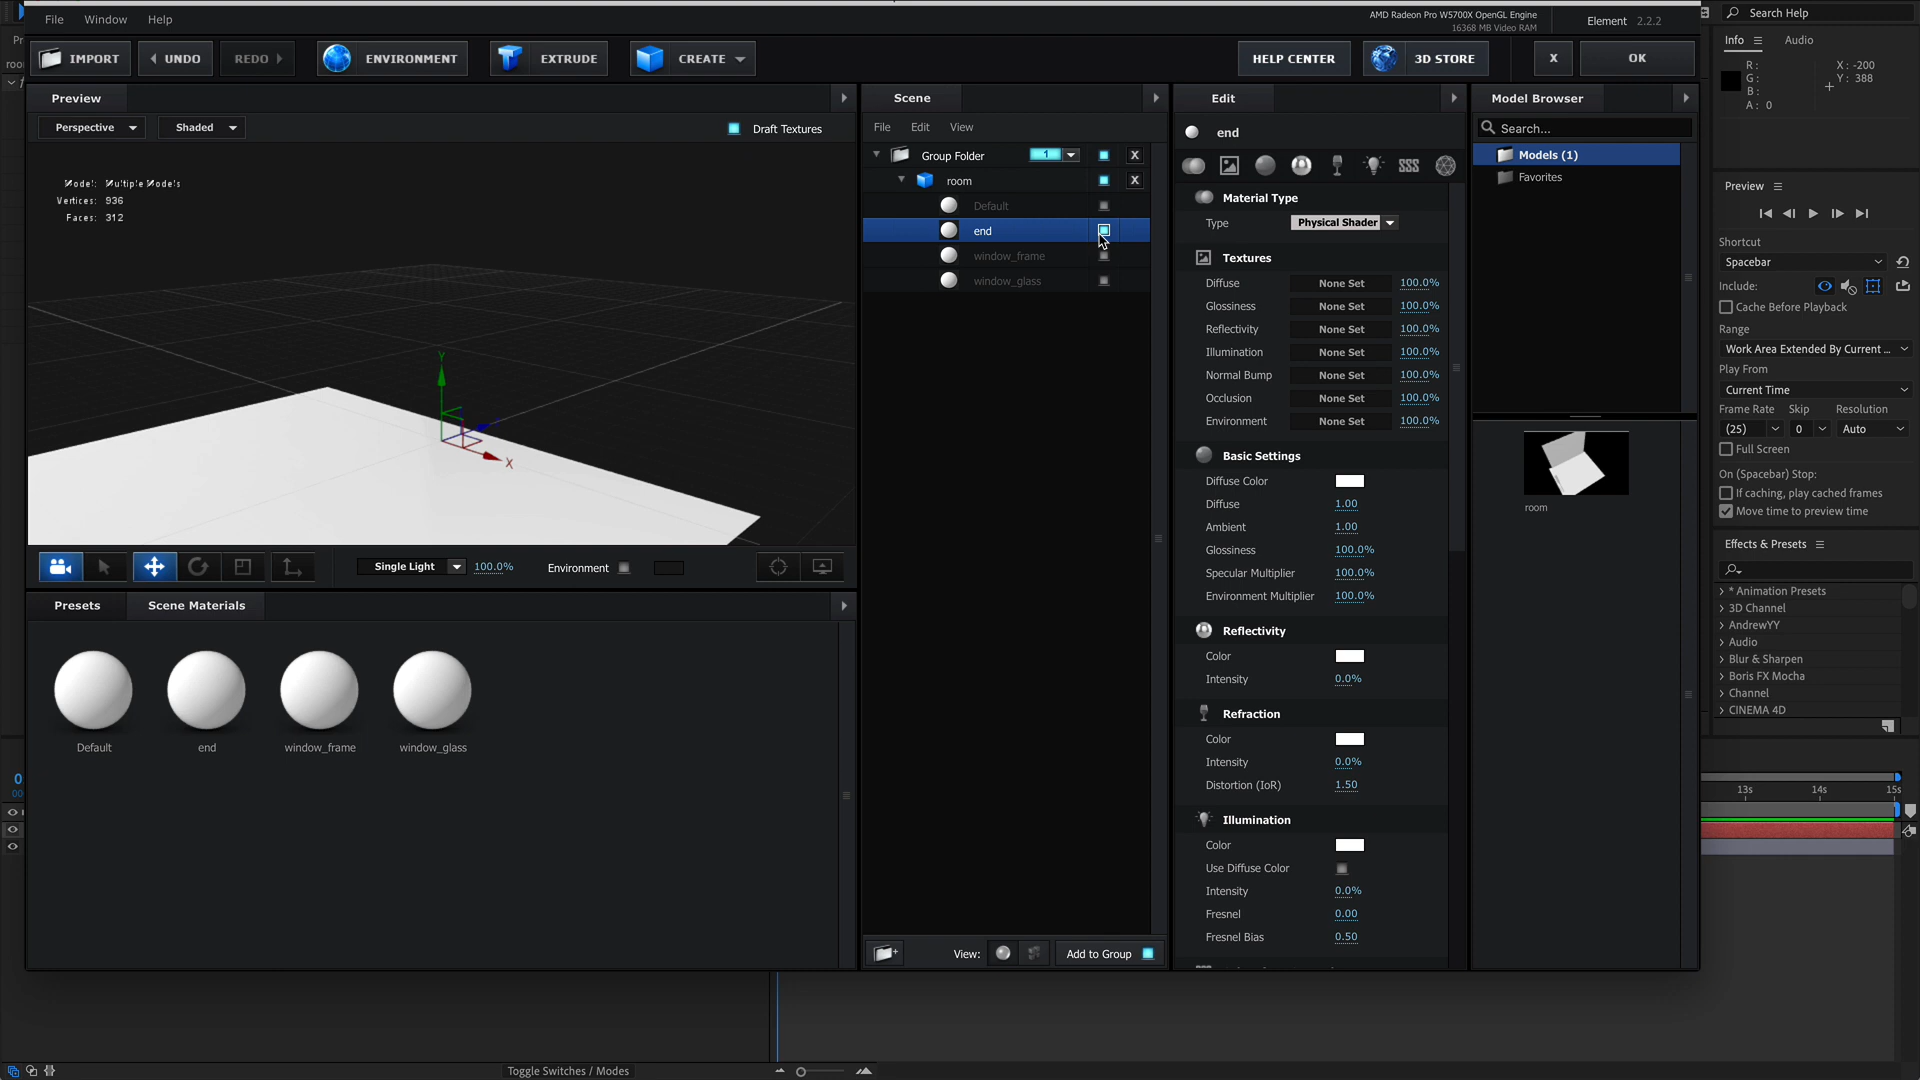 File Window Help
AMD Radeon Pro W5700X OpenGL Engine
16368 MB Video RAM
Element 2.2.2
Search Help
IMPORT UNDO REDO ENVIRONMENT EXTRUDE CREATE HELP CENTER 3D STORE X OK
Info Audio
R: X: -200
G: Y: 388
B:
A: 0
Preview
Perspective Shaded Draft Textures
Model: Multiple Models
Vertices: 936
Faces: 312
Y
X
Single Light 100.0% Environment
Presets Scene Materials
Default end window_frame window_glass
Scene
File Edit View
Group Folder 1 X
room X
Default
end
window_frame
window_glass
View: Add to Group
Edit
end
SSS
Material Type
Type Physical Shader
Textures
Diffuse None Set 100.0%
Glossiness None Set 100.0%
Reflectivity None Set 100.0%
Illumination None Set 100.0%
Normal Bump None Set 100.0%
Occlusion None Set 100.0%
Environment None Set 100.0%
Basic Settings
Diffuse Color
Diffuse 1.00
Ambient 1.00
Glossiness 100.0%
Specular Multiplier 100.0%
Environment Multiplier 100.0%
Reflectivity
Color
Intensity 0.0%
Refraction
Color
Intensity 0.0%
Distortion (IoR) 1.50
Illumination
Color
Use Diffuse Color
Intensity 0.0%
Fresnel 0.00
Fresnel Bias 0.50
Model Browser
Search...
Models (1)
Favorites
room
Preview
Shortcut
Spacebar
Include:
Cache Before Playback
Range
Work Area Extended By Current ...
Play From
Current Time
Frame Rate Skip Resolution
(25) 0 Auto
Full Screen
On (Spacebar) Stop:
If caching, play cached frames
Move time to preview time
Effects & Presets
* Animation Presets
3D Channel
AndrewYY
Audio
Blur & Sharpen
Boris FX Mocha
Channel
CINEMA 4D
13s 14s 15s
Toggle Switches / Modes